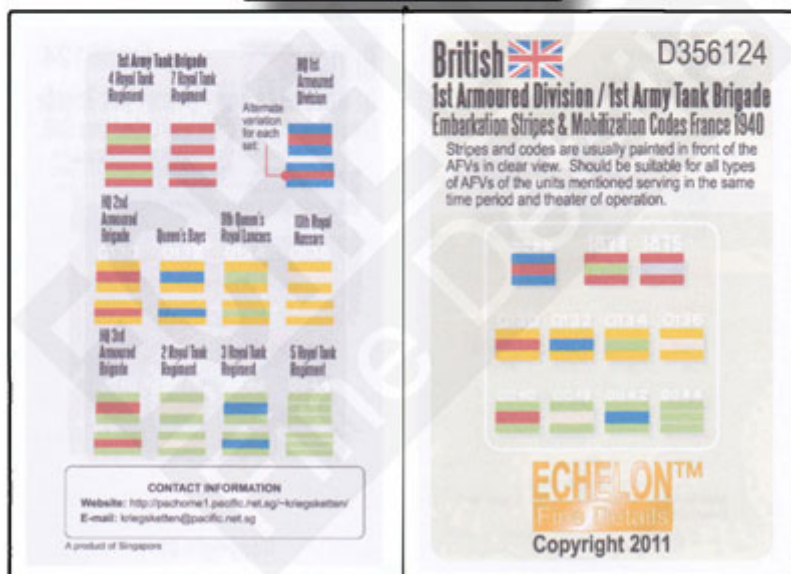 1st Army Tank Brigade
4 Royal Tank
Regiment
7 Royal Tank
Regiment
HQ 1st
Armoured
Division
Alternate
variation
for each
set
HQ 2nd
Armoured
Brigade
Queen's Bays
9th Queen's
Royal Lancers
10th Royal
Hussars
HQ 3rd
Armoured
Brigade
2 Royal Tank
Regiment
3 Royal Tank
Regiment
5 Royal Tank
Regiment
CONTACT INFORMATION
Website: http://pachome1.pacific.net.sg/~kriegsketten/
E-mail: kriegsketten@pacific.net.sg
A product of Singapore
British
D356124
1st Armoured Division / 1st Army Tank Brigade
Embarkation Stripes & Mobilization Codes France 1940
Stripes and codes are usually painted in front of the
AFVs in clear view. Should be suitable for all types
of AFVs of the units mentioned serving in the same
time period and theater of operation.
ECHELON™
Fine Details
Copyright 2011